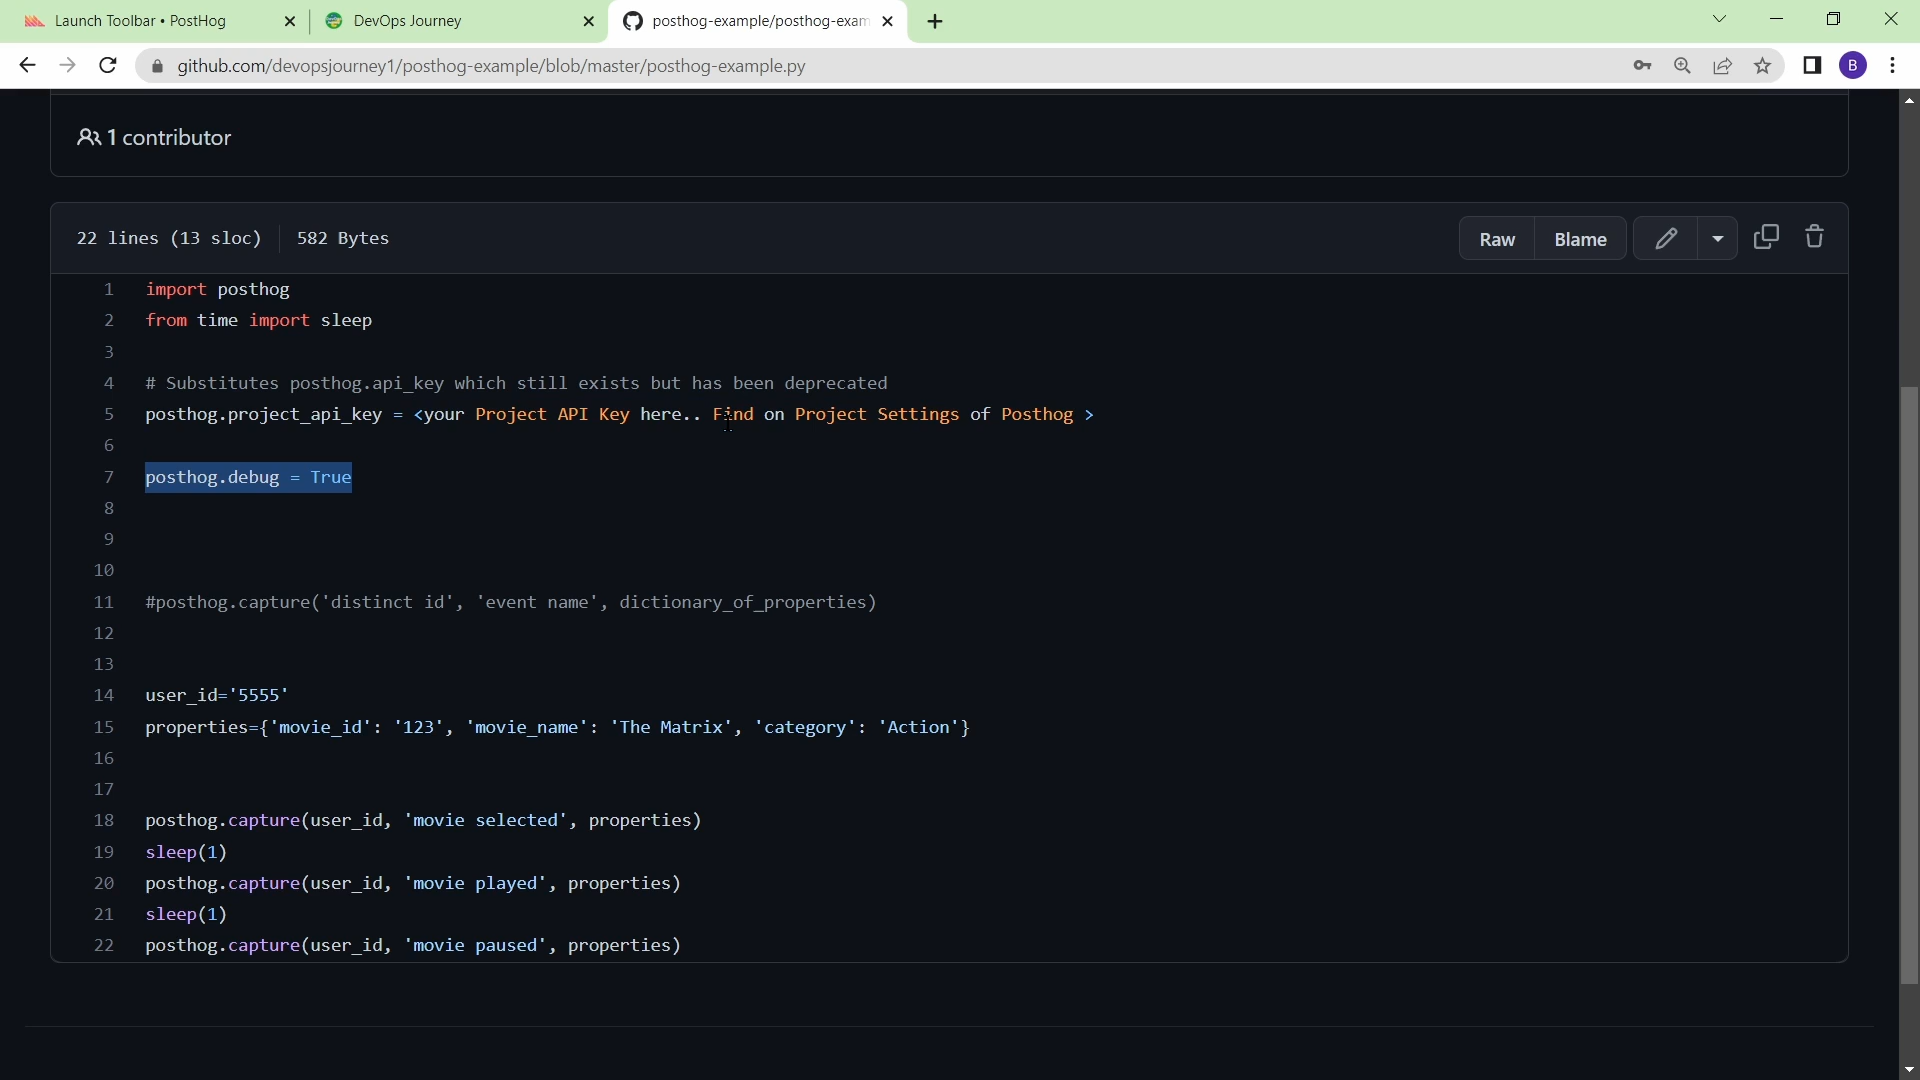 Launch Toolbar • PostHog
DevOps Journey
posthog-example/posthog-exam
github.com/devopsjourney1/posthog-example/blob/master/posthog-example.py
B
1 contributor
22 lines (13 sloc) 582 Bytes
Raw Blame
1 import posthog
2 from time import sleep
3
4 # Substitutes posthog.api_key which still exists but has been deprecated
5 posthog.project_api_key = <your Project API Key here.. Find on Project Settings of Posthog >
6
7 posthog.debug = True
8
9
10
11 #posthog.capture('distinct id', 'event name', dictionary_of_properties)
12
13
14 user_id='5555'
15 properties={'movie_id': '123', 'movie_name': 'The Matrix', 'category': 'Action'}
16
17
18 posthog.capture(user_id, 'movie selected', properties)
19 sleep(1)
20 posthog.capture(user_id, 'movie played', properties)
21 sleep(1)
22 posthog.capture(user_id, 'movie paused', properties)